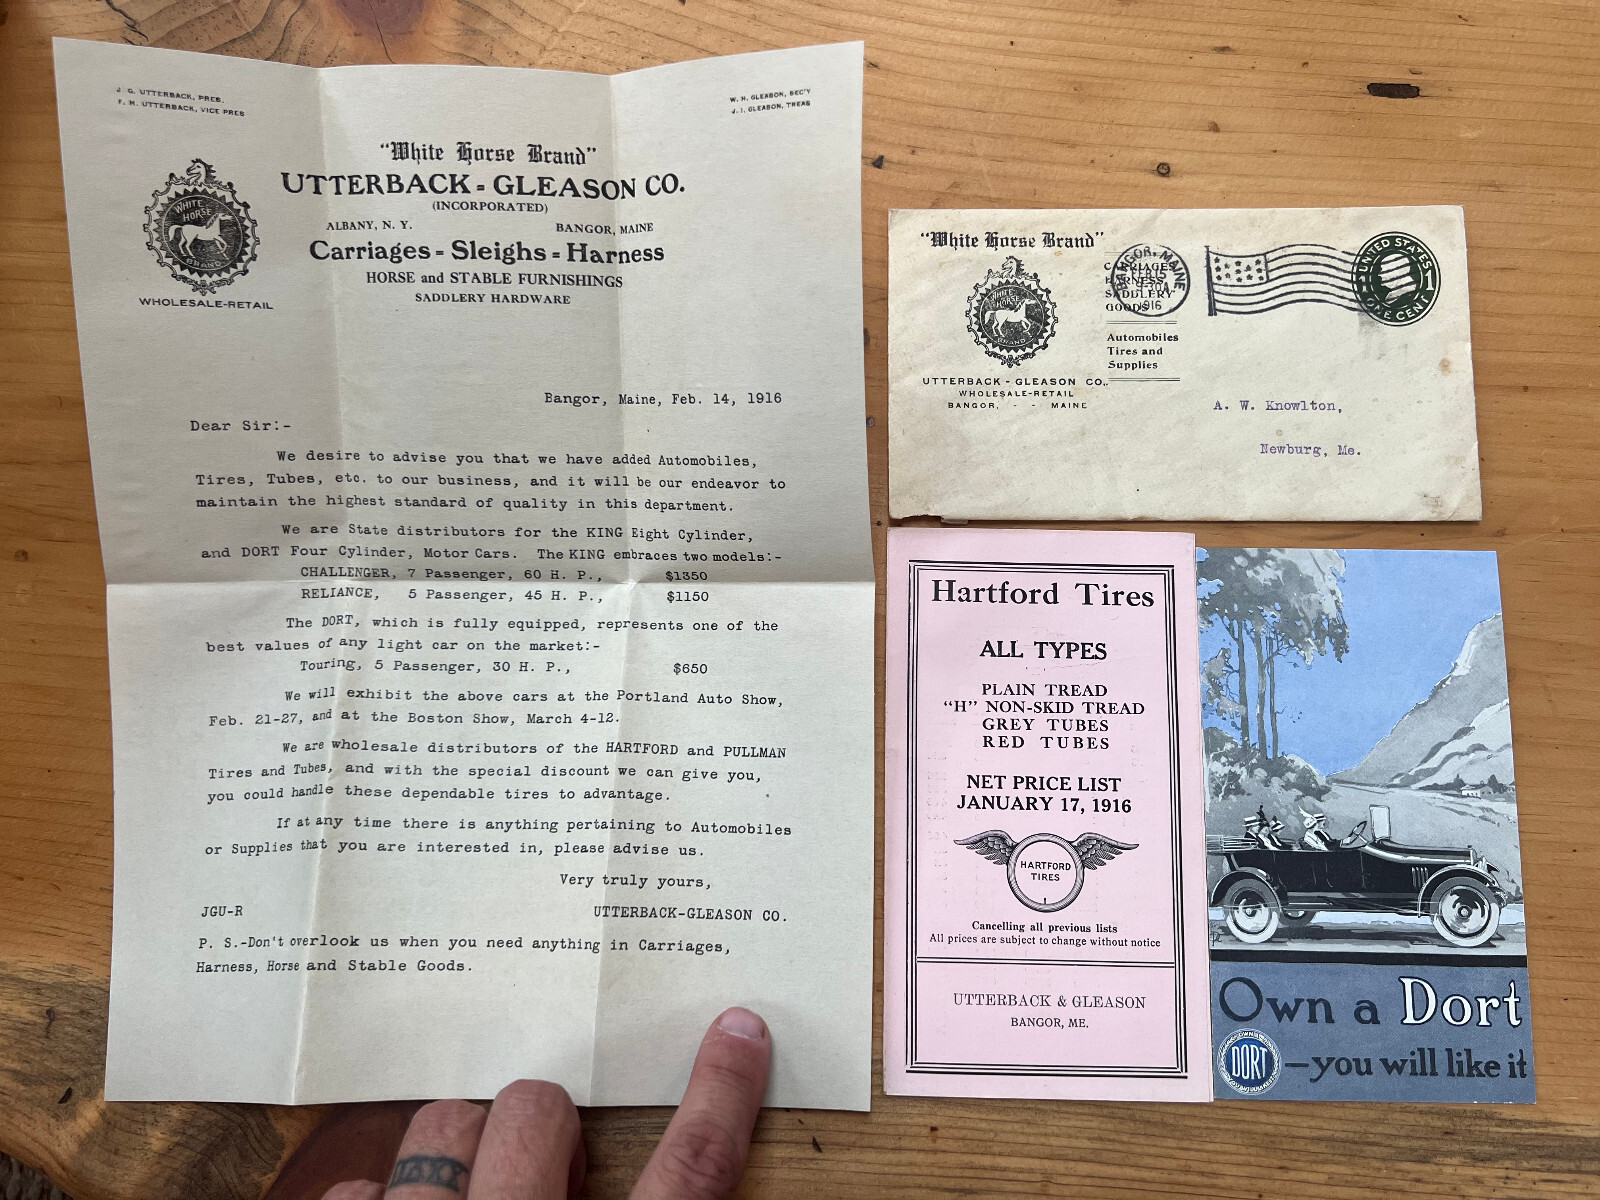 J. G. UTTERBACK, PRES.
F. H. UTTERBACK, VICE PRES
W. H. GLEASON, SEC'Y
J. I. GLEASON, TREAS
"White Horse Brand"
UTTERBACK=GLEASON CO.
(INCORPORATED)
ALBANY, N. Y. BANGOR, MAINE
Carriages=Sleighs=Harness
HORSE and STABLE FURNISHINGS
SADDLERY HARDWARE
WHITE
HORSE
BRAND
WHOLESALE-RETAIL
Bangor, Maine, Feb. 14, 1916
Dear Sir:-
We desire to advise you that we have added Automobiles,
Tires, Tubes, etc. to our business, and it will be our endeavor to
maintain the highest standard of quality in this department.
We are State distributors for the KING Eight Cylinder,
and DORT Four Cylinder, Motor Cars. The KING embraces two models:-
CHALLENGER, 7 Passenger, 60 H. P., $1350
RELIANCE, 5 Passenger, 45 H. P., $1150
The DORT, which is fully equipped, represents one of the
best values of any light car on the market:-
Touring, 5 Passenger, 30 H. P., $650
We will exhibit the above cars at the Portland Auto Show,
Feb. 21-27, and at the Boston Show, March 4-12.
We are wholesale distributors of the HARTFORD and PULLMAN
Tires and Tubes, and with the special discount we can give you,
you could handle these dependable tires to advantage.
If at any time there is anything pertaining to Automobiles
or Supplies that you are interested in, please advise us.
Very truly yours,
JGU-R UTTERBACK-GLEASON CO.
P. S.-Don't overlook us when you need anything in Carriages,
Harness, Horse and Stable Goods.
"White Horse Brand"
WHITE
HORSE
BRAND
CARRIAGES
HARNESS
SADDLERY
GOODS
Automobiles
Tires and
Supplies
UTTERBACK-GLEASON CO.
WHOLESALE-RETAIL
BANGOR, - - MAINE
BANGOR, MAINE
1916
UNITED STATES
1 1
ONE CENT
A. W. Knowlton,
Newburg, Me.
Hartford Tires
ALL TYPES
PLAIN TREAD
"H" NON-SKID TREAD
GREY TUBES
RED TUBES
NET PRICE LIST
JANUARY 17, 1916
HARTFORD
TIRES
Cancelling all previous lists
All prices are subject to change without notice
UTTERBACK & GLEASON
BANGOR, ME.
Own a Dort
DORT
—you will like it